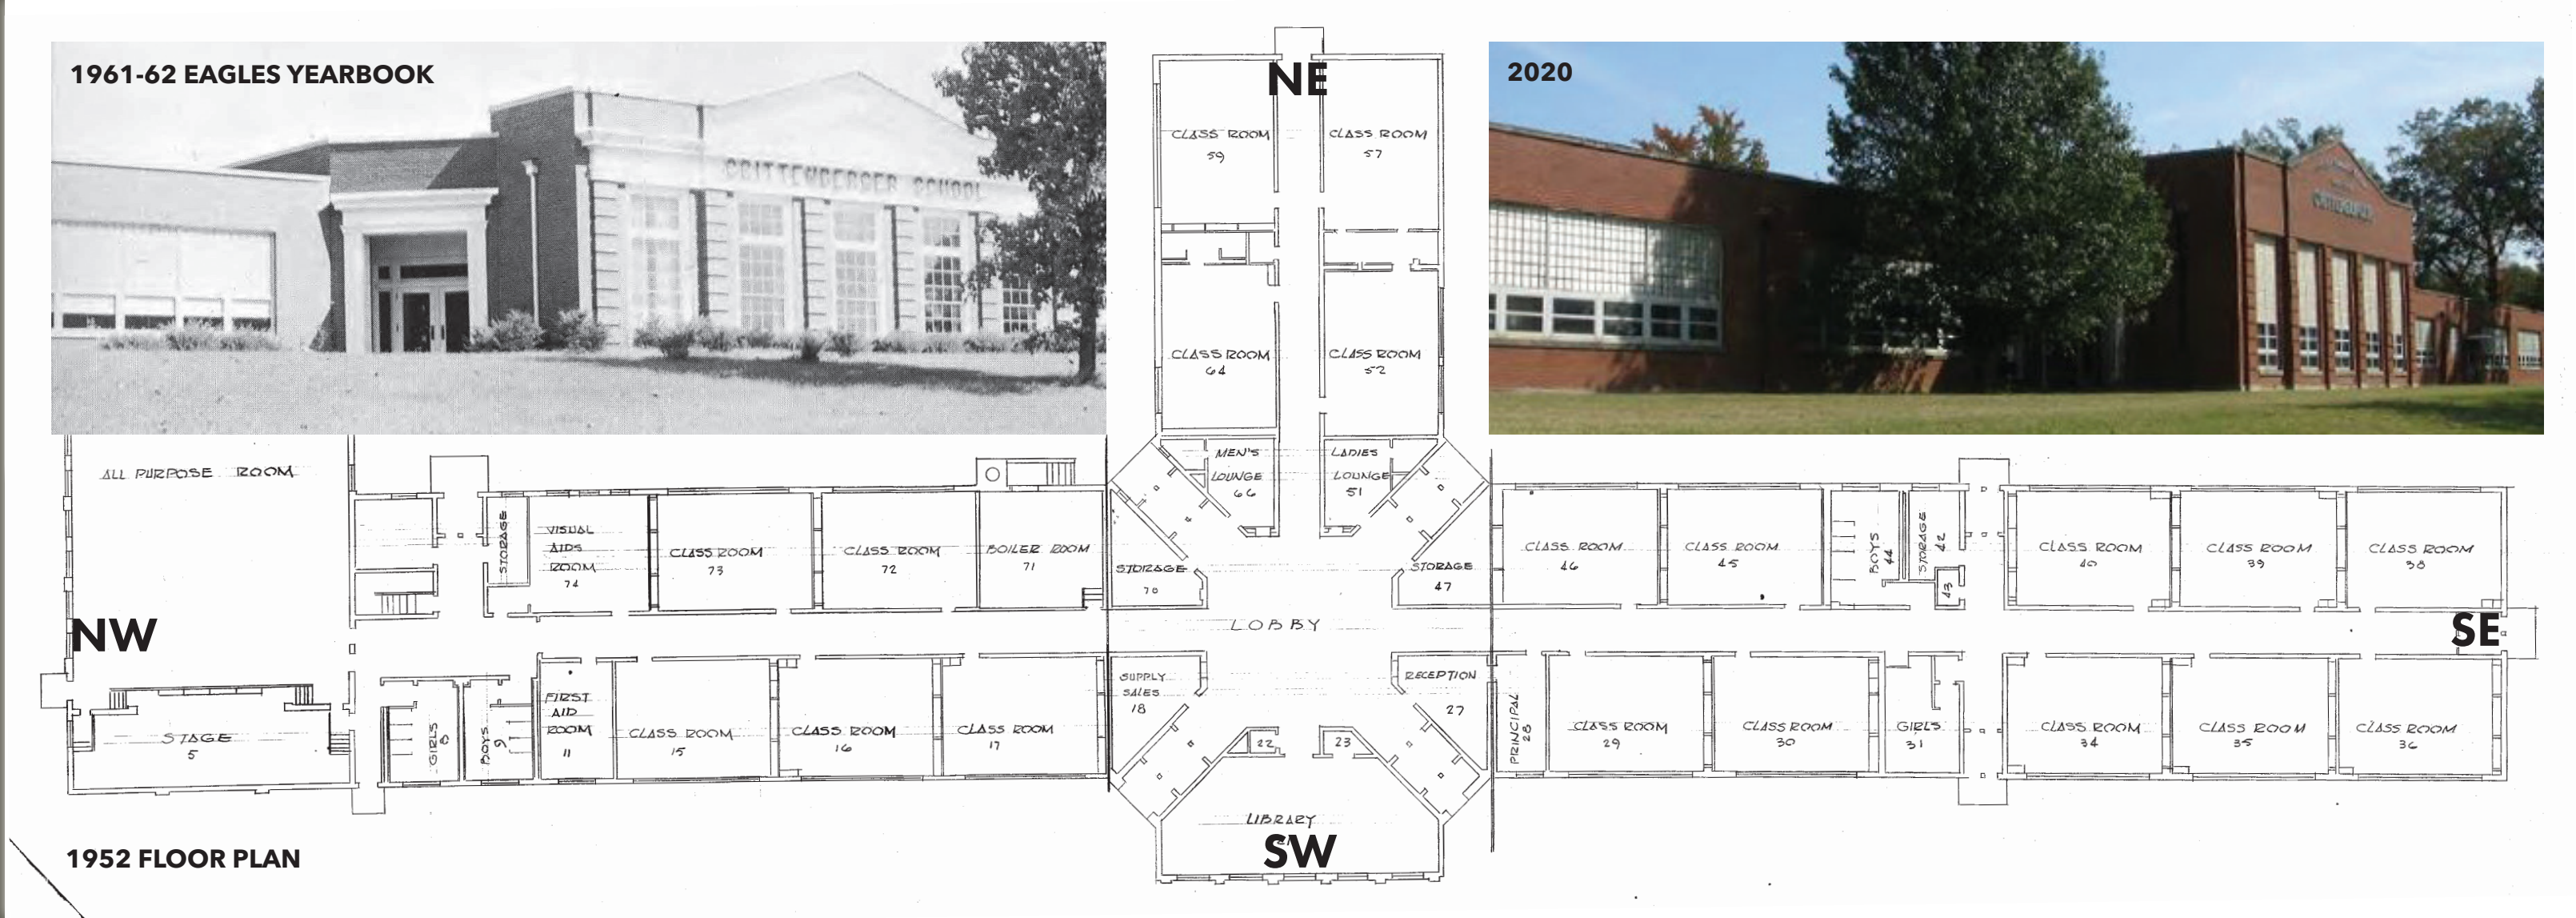 1961-62 EAGLES YEARBOOK
CRITTENBERGER SCHOOL
2020
NE
CLASS ROOM
59
CLASS ROOM
57
CLASS ROOM
64
CLASS ROOM
52
MEN'S
LOUNGE
66
LADIES
LOUNGE
51
ALL PURPOSE ROOM
STORAGE
VISUAL
AIDS
ROOM
74
CLASS ROOM
73
CLASS ROOM
72
BOILER ROOM
71
STORAGE
70
STORAGE
47
CLASS ROOM
46
CLASS ROOM
45
BOYS
44
STORAGE
42
43
CLASS ROOM
40
CLASS ROOM
39
CLASS ROOM
38
NW
LOBBY
SE
STAGE
5
GIRLS
8
BOYS
9
FIRST
AID
ROOM
11
CLASS ROOM
15
CLASS ROOM
16
CLASS ROOM
17
SUPPLY
SALES
18
22
23
RECEPTION
27
PRINCIPAL
28
CLASS ROOM
29
CLASS ROOM
30
GIRLS
31
CLASS ROOM
34
CLASS ROOM
35
CLASS ROOM
36
LIBRARY
SW
1952 FLOOR PLAN